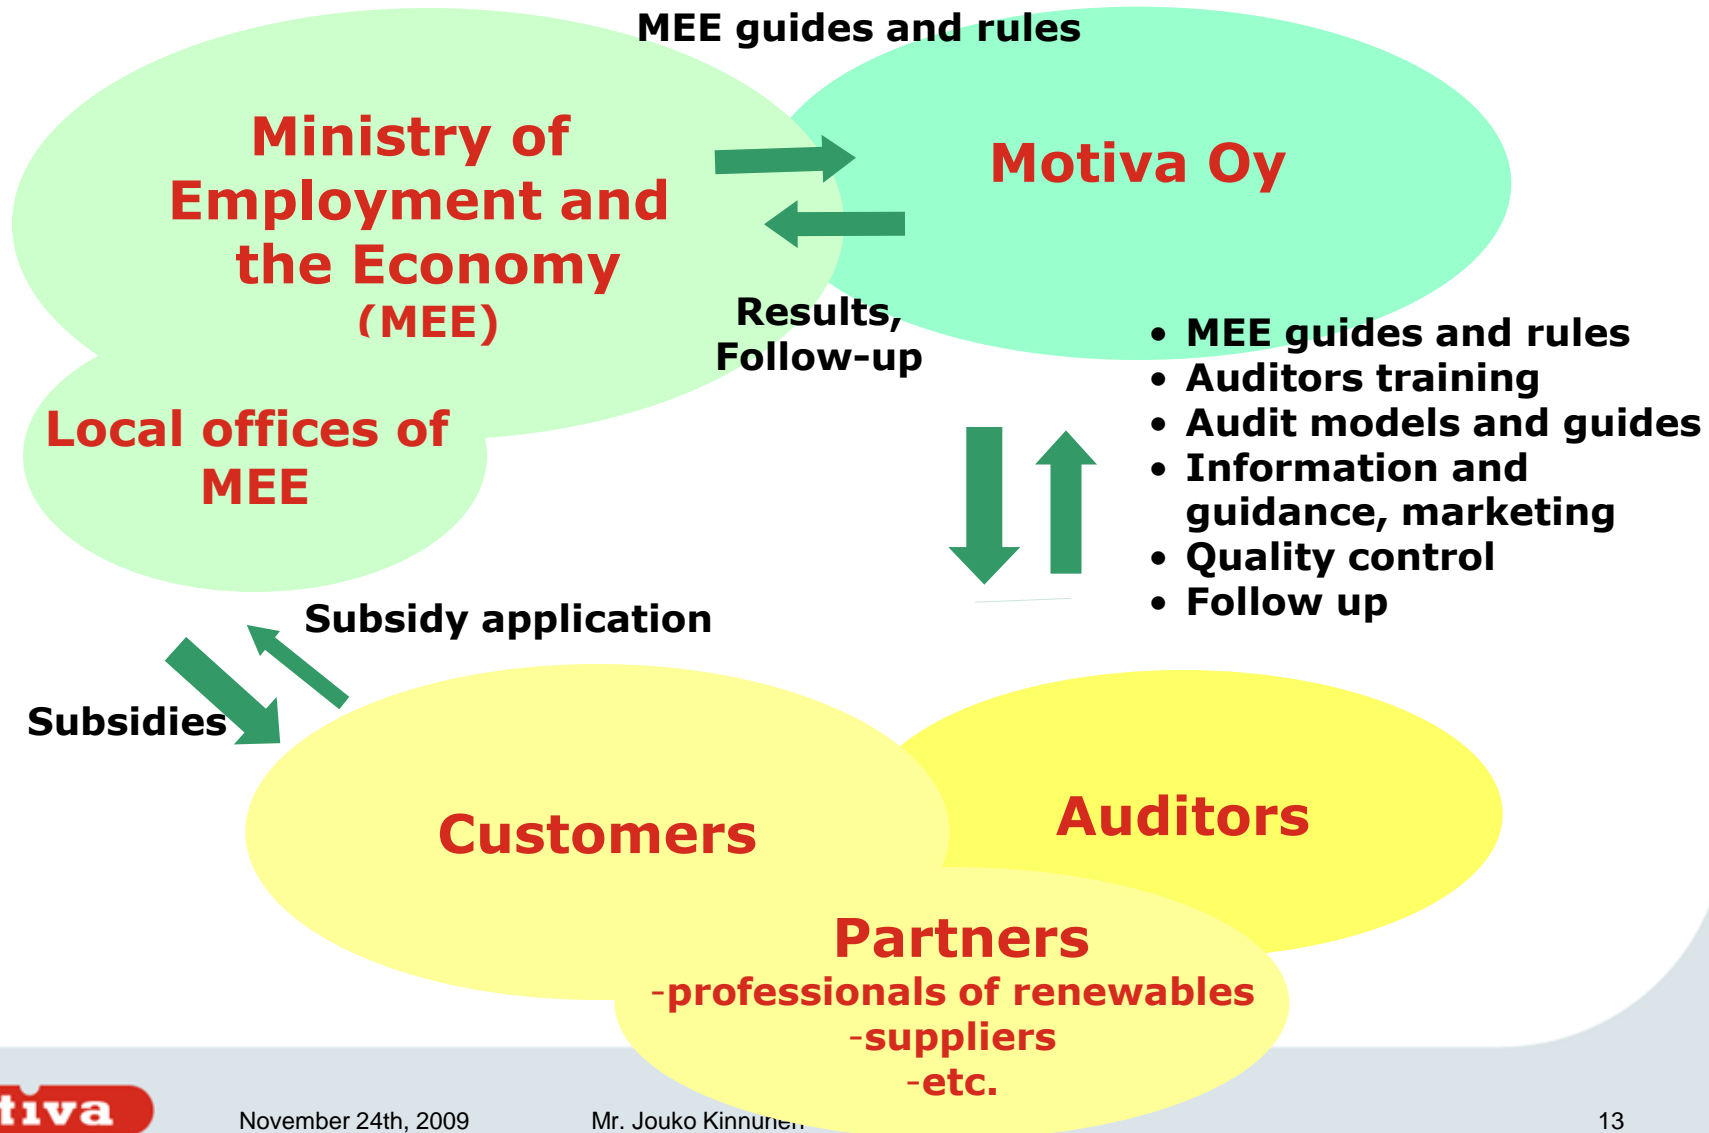 MEE guides and rules
Ministry of
Employment and
the Economy
(MEE)
Motiva Oy
Results,
Follow-up
• MEE guides and rules
• Auditors training
• Audit models and guides
• Information and
guidance, marketing
• Quality control
• Follow up
Local offices of
MEE
Subsidy application
Subsidies
Customers
Auditors
Partners
-professionals of renewables
-suppliers
-etc.
tiva
November 24th, 2009
Mr. Jouko Kinnunen
13